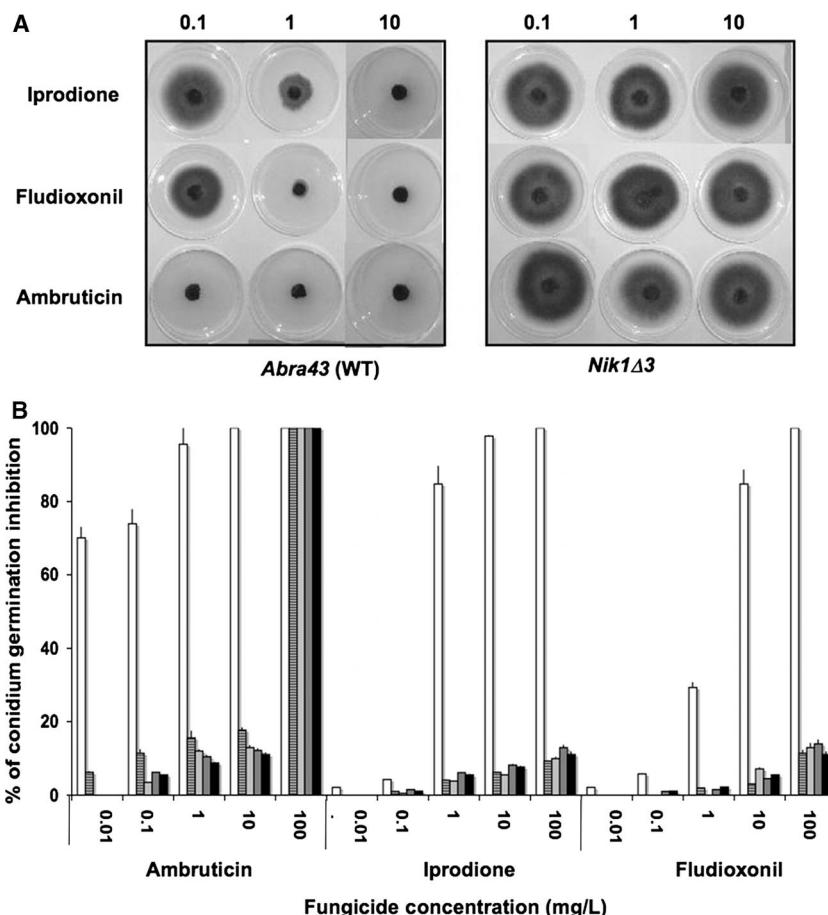 A
0.1 1 10 0.1 1 10
Iprodione
Fludioxonil
Ambruticin
Abra43 (WT) Nik1Δ3
B
% of conidium germination inhibition
100
80
60
40
20
0
0.01 0.1 1 10 100 . 0.1 1 10 100 0.01 0.1 1 10 100
Ambruticin Iprodione Fludioxonil
Fungicide concentration (mg/L)